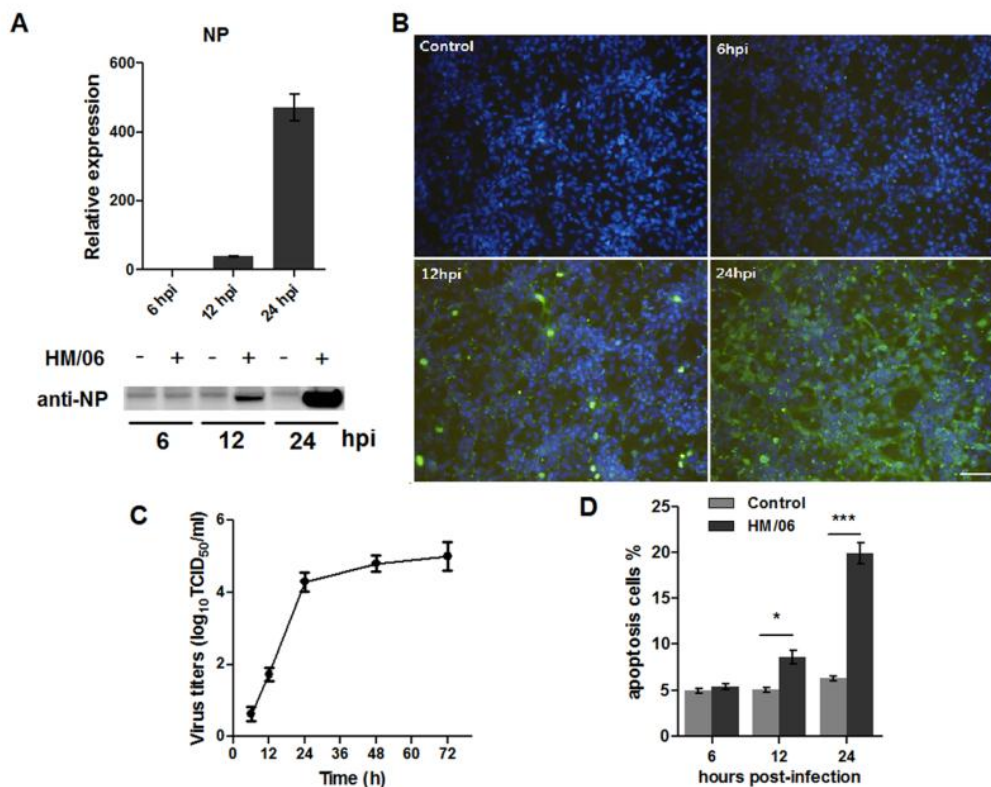 A
NP
Relative expression
600
400
200
0
6 hpi 12 hpi 24 hpi
HM/06 - + - + - +
anti-NP
6 12 24 hpi
B
Control
6hpi
12hpi
24hpi
C
Virus titers (log₁₀TCID₅₀/ml)
6
4
2
0
0 12 24 36 48 60 72
Time (h)
D
Control
HM/06
apoptosis cells %
25
20
15
10
5
0
*
***
6 12 24
hours post-infection